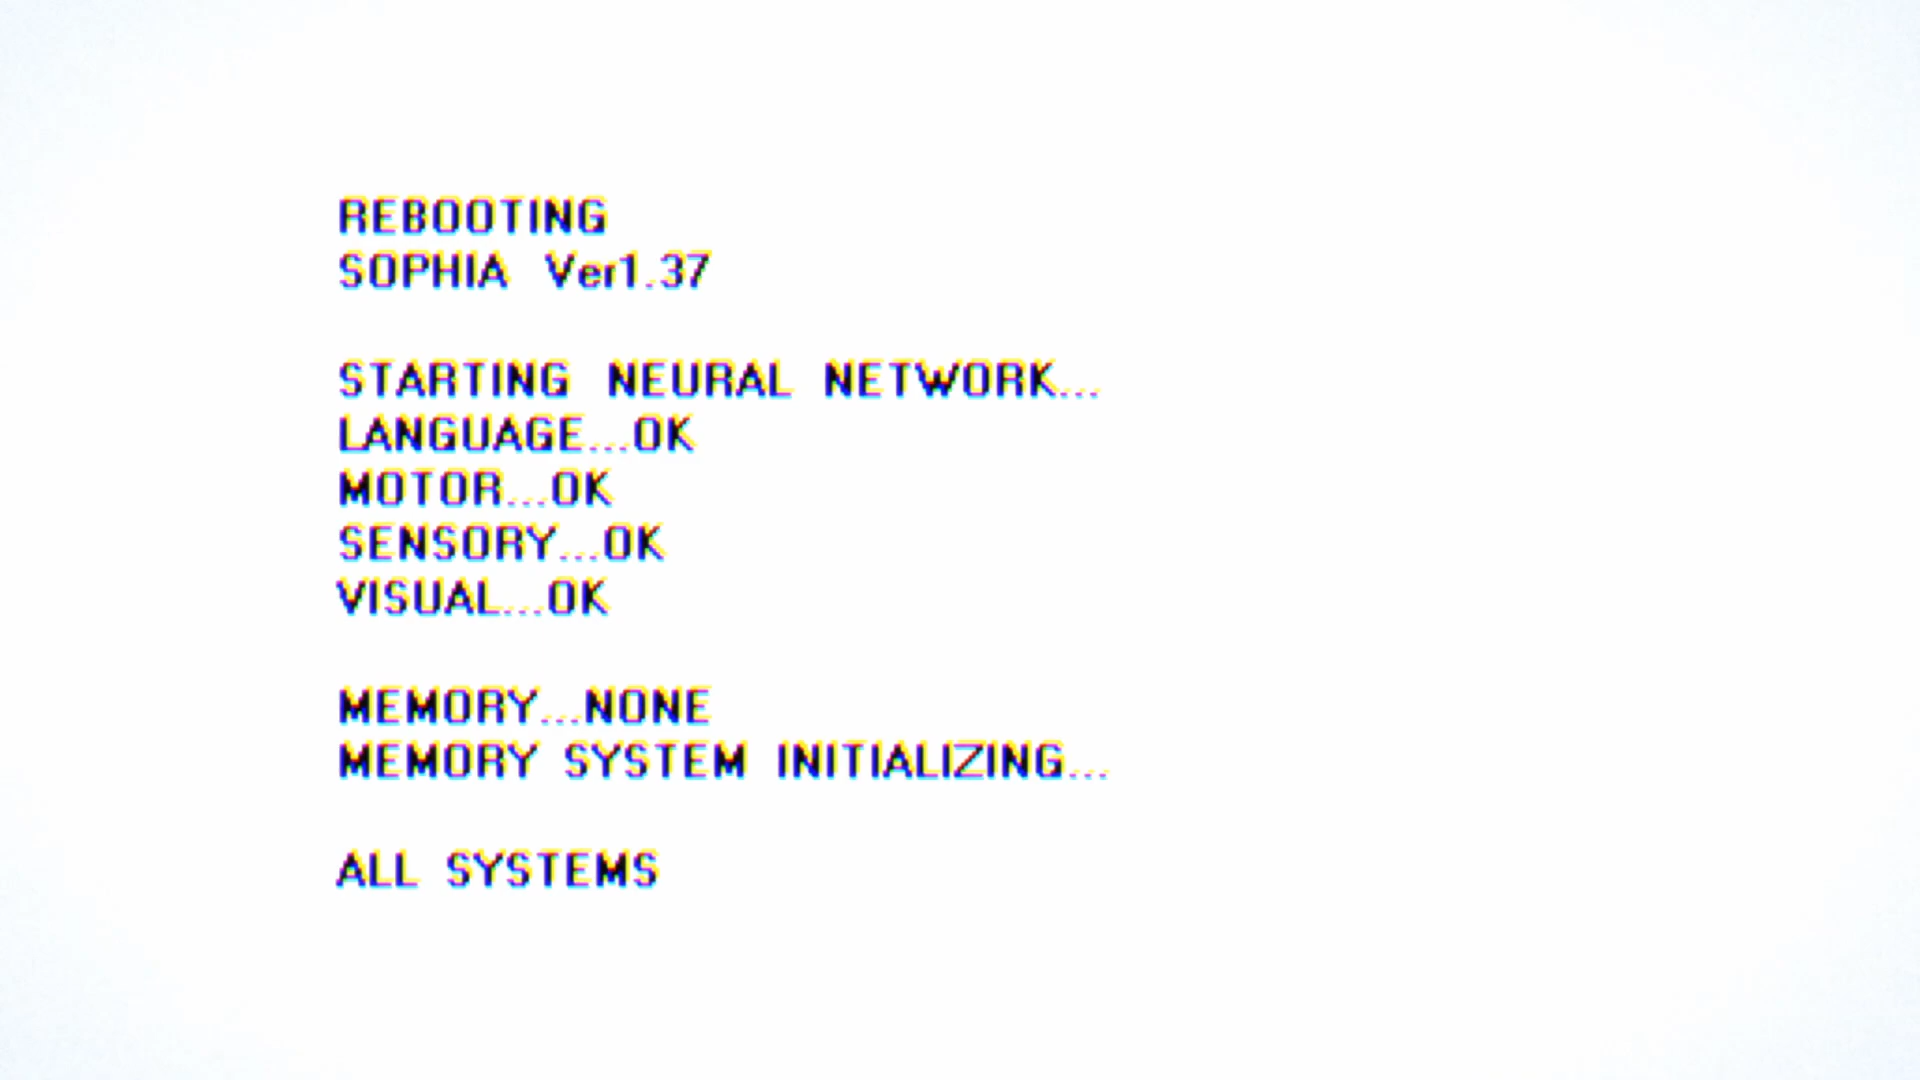 REBOOTING
SOPHIA Ver1.37
STARTING NEURAL NETWORK...
LANGUAGE...OK
MOTOR...OK
SENSORY...OK
VISUAL...OK
MEMORY...NONE
MEMORY SYSTEM INITIALIZING...
ALL SYSTEMS